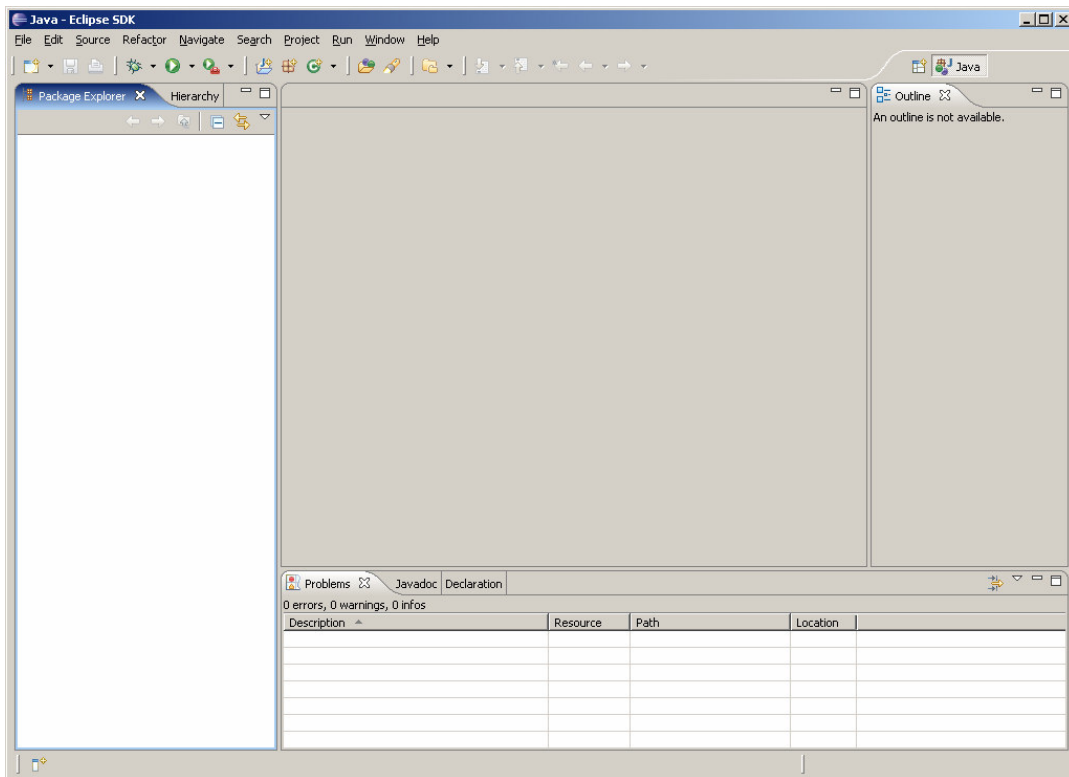 Java - Eclipse SDK
File Edit Source Refactor Navigate Search Project Run Window Help
Java
Package Explorer Hierarchy
Outline
An outline is not available.
Problems Javadoc Declaration
0 errors, 0 warnings, 0 infos
Description Resource Path Location